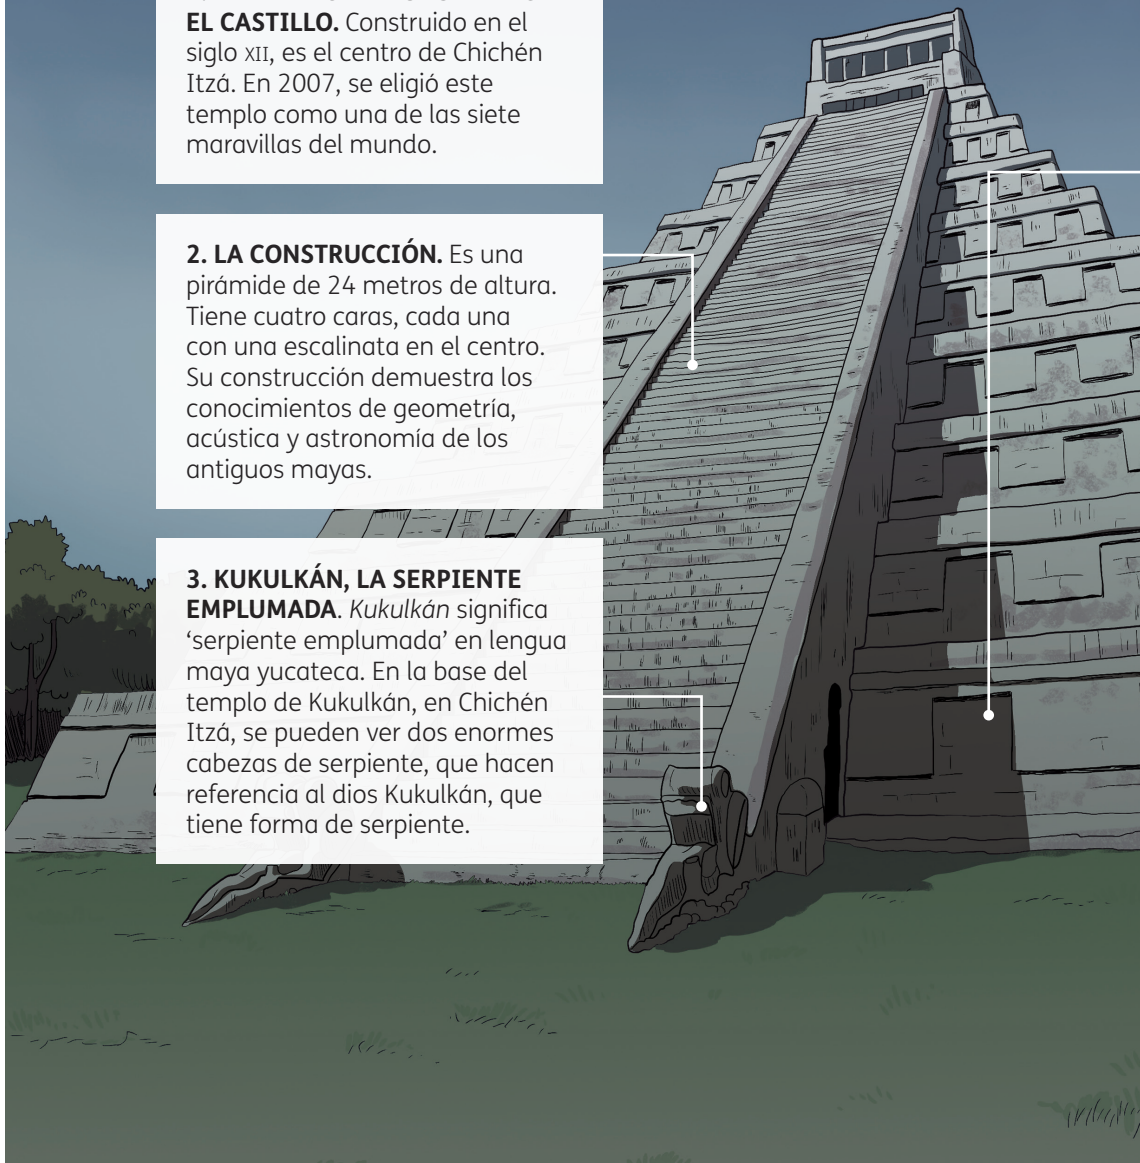 EL CASTILLO. Construido en el
siglo XII, es el centro de Chichén
Itzá. En 2007, se eligió este
templo como una de las siete
maravillas del mundo.
2. LA CONSTRUCCIÓN. Es una
pirámide de 24 metros de altura.
Tiene cuatro caras, cada una
con una escalinata en el centro.
Su construcción demuestra los
conocimientos de geometría,
acústica y astronomía de los
antiguos mayas.
3. KUKULKÁN, LA SERPIENTE
EMPLUMADA. Kukulkán significa
‘serpiente emplumada’ en lengua
maya yucateca. En la base del
templo de Kukulkán, en Chichén
Itzá, se pueden ver dos enormes
cabezas de serpiente, que hacen
referencia al dios Kukulkán, que
tiene forma de serpiente.